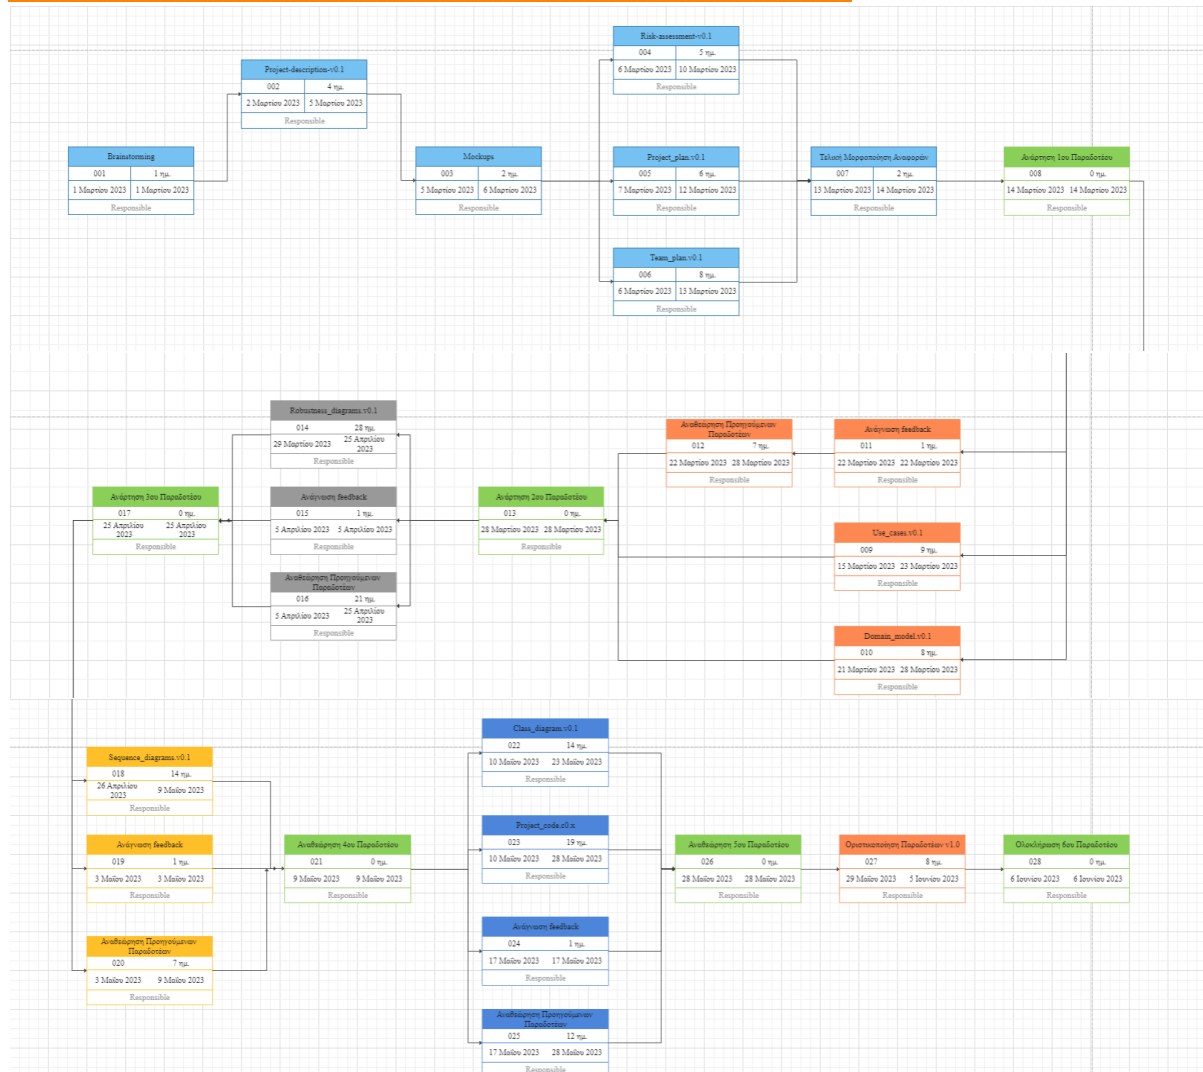 Risk-assessment-v0.1
004 5 ημ.
6 Μαρτίου 2023 10 Μαρτίου 2023
Responsible
Project-description-v0.1
002 4 ημ.
2 Μαρτίου 2023 5 Μαρτίου 2023
Responsible
Brainstorming
001 1 ημ.
1 Μαρτίου 2023 1 Μαρτίου 2023
Responsible
Mockups
003 2 ημ.
5 Μαρτίου 2023 6 Μαρτίου 2023
Responsible
Project_plan.v0.1
005 6 ημ.
7 Μαρτίου 2023 12 Μαρτίου 2023
Responsible
Τελική Μορφοποίηση Αναφορών
007 2 ημ.
13 Μαρτίου 2023 14 Μαρτίου 2023
Responsible
Ανάρτηση 1ου Παραδοτέου
008 0 ημ.
14 Μαρτίου 2023 14 Μαρτίου 2023
Responsible
Team_plan.v0.1
006 8 ημ.
6 Μαρτίου 2023 13 Μαρτίου 2023
Responsible
Robustness_diagrams.v0.1
014 28 ημ.
29 Μαρτίου 2023 25 Απριλίου
2023
Responsible
Αναθεώρηση Προηγούμενων
Παραδοτέων
012 7 ημ.
22 Μαρτίου 2023 28 Μαρτίου 2023
Responsible
Ανάγνωση feedback
011 1 ημ.
22 Μαρτίου 2023 22 Μαρτίου 2023
Responsible
Ανάρτηση 3ου Παραδοτέου
017 0 ημ.
25 Απριλίου
2023
25 Απριλίου
2023
Responsible
Ανάγνωση feedback
015 1 ημ.
5 Απριλίου 2023 5 Απριλίου 2023
Responsible
Ανάρτηση 2ου Παραδοτέου
013 0 ημ.
28 Μαρτίου 2023 28 Μαρτίου 2023
Responsible
Use_cases.v0.1
009 9 ημ.
15 Μαρτίου 2023 23 Μαρτίου 2023
Responsible
Αναθεώρηση Προηγούμενων
Παραδοτέων
016 21 ημ.
5 Απριλίου 2023 25 Απριλίου
2023
Responsible
Domain_model.v0.1
010 8 ημ.
21 Μαρτίου 2023 28 Μαρτίου 2023
Responsible
Class_diagram.v0.1
022 14 ημ.
10 Μαΐου 2023 23 Μαΐου 2023
Responsible
Sequence_diagrams.v0.1
018 14 ημ.
26 Απριλίου
2023
9 Μαΐου 2023
Responsible
Ανάγνωση feedback
019 1 ημ.
3 Μαΐου 2023 3 Μαΐου 2023
Responsible
Αναθεώρηση 4ου Παραδοτέου
021 0 ημ.
9 Μαΐου 2023 9 Μαΐου 2023
Responsible
Project_code.v0.x
023 19 ημ.
10 Μαΐου 2023 28 Μαΐου 2023
Responsible
Αναθεώρηση 5ου Παραδοτέου
026 0 ημ.
28 Μαΐου 2023 28 Μαΐου 2023
Responsible
Οριστικοποίηση Παραδοτέων v1.0
027 8 ημ.
29 Μαΐου 2023 5 Ιουνίου 2023
Responsible
Ολοκλήρωση 6ου Παραδοτέου
028 0 ημ.
6 Ιουνίου 2023 6 Ιουνίου 2023
Responsible
Αναθεώρηση Προηγούμενων
Παραδοτέων
020 7 ημ.
3 Μαΐου 2023 9 Μαΐου 2023
Responsible
Ανάγνωση feedback
024 1 ημ.
17 Μαΐου 2023 17 Μαΐου 2023
Responsible
Αναθεώρηση Προηγούμενων
Παραδοτέων
025 12 ημ.
17 Μαΐου 2023 28 Μαΐου 2023
Responsible